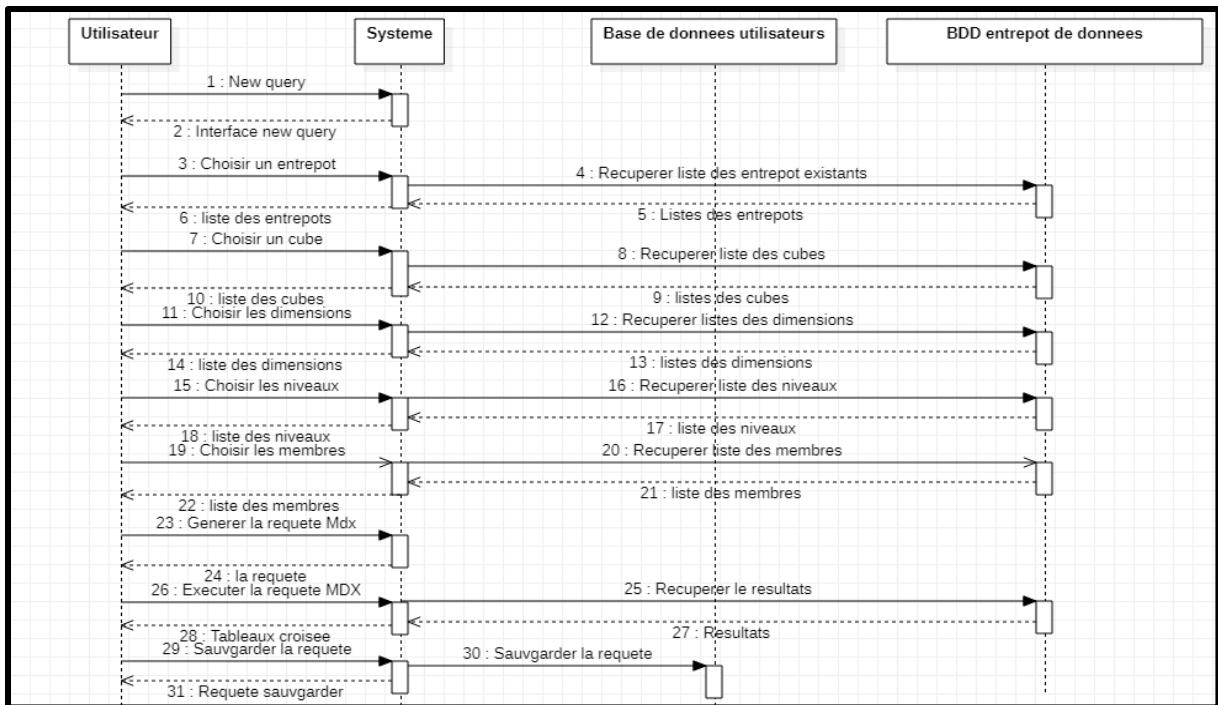 Utilisateur
Systeme
Base de donnees utilisateurs
BDD entrepot de donnees
1 : New query
2 : Interface new query
3 : Choisir un entrepot
4 : Recuperer liste des entrepot existants
5 : Listes des entrepots
6 : liste des entrepots
7 : Choisir un cube
8 : Recuperer liste des cubes
9 : listes des cubes
10 : liste des cubes
11 : Choisir les dimensions
12 : Recuperer listes des dimensions
13 : listes des dimensions
14 : liste des dimensions
15 : Choisir les niveaux
16 : Recuperer liste des niveaux
17 : liste des niveaux
18 : liste des niveaux
19 : Choisir les membres
20 : Recuperer liste des membres
21 : liste des membres
22 : liste des membres
23 : Generer la requete Mdx
24 : la requete
26 : Executer la requete MDX
25 : Recuperer le resultats
27 : Resultats
28 : Tableaux croisee
29 : Sauvgarder la requete
30 : Sauvgarder la requete
31 : Requete sauvgarder